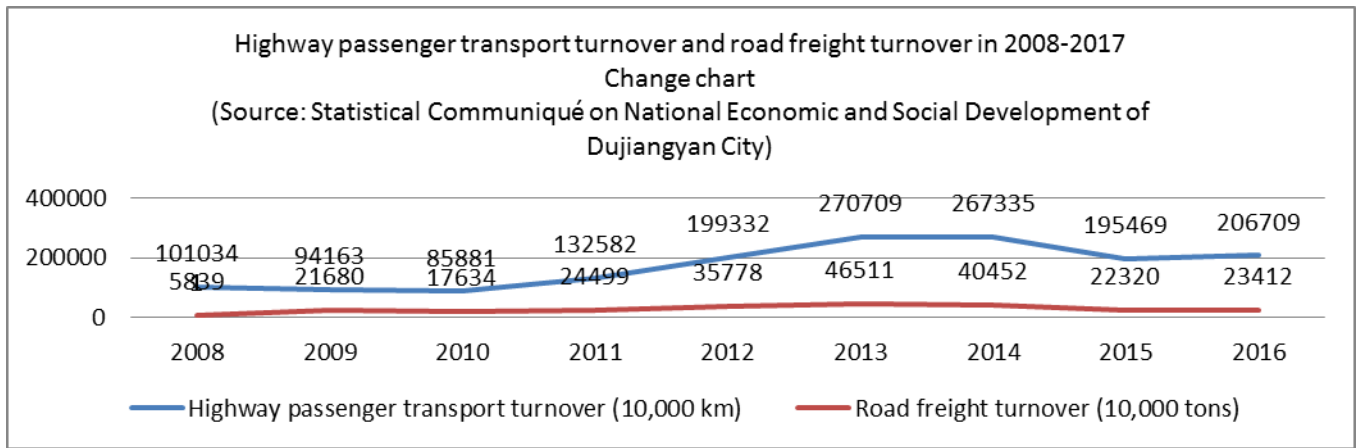 Highway passenger transport turnover and road freight turnover in 2008-2017
Change chart
(Source: Statistical Communiqué on National Economic and Social Development of
Dujiangyan City)
400000
200000
0
101034 94163 85881 132582 199332 270709 267335 195469 206709
5839 21680 17634 24499 35778 46511 40452 22320 23412
2008 2009 2010 2011 2012 2013 2014 2015 2016
Highway passenger transport turnover (10,000 km) Road freight turnover (10,000 tons)